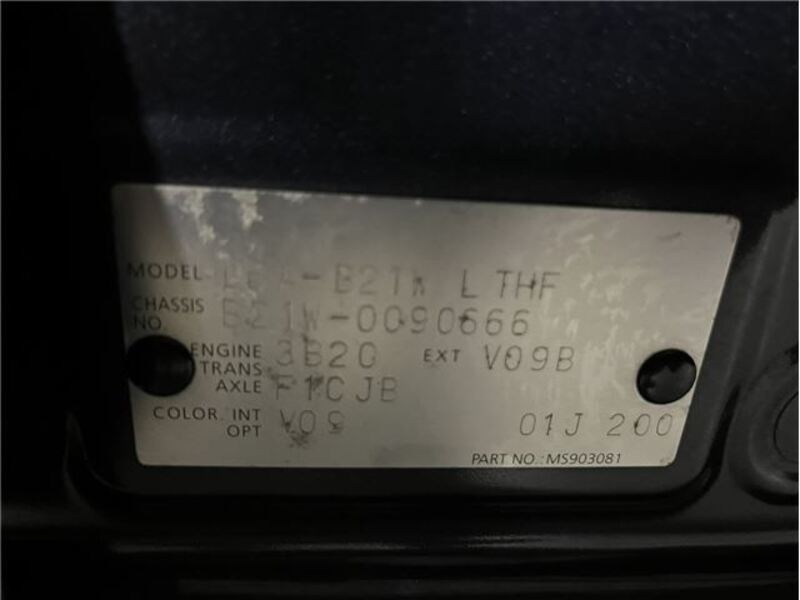 MODEL B21W L THF
CHASSIS NO. B21W-0090666
ENGINE 3B20 EXT V09B
TRANS AXLE F1CJB
COLOR. INT V09
OPT 01J 200
PART NO.: MS903081